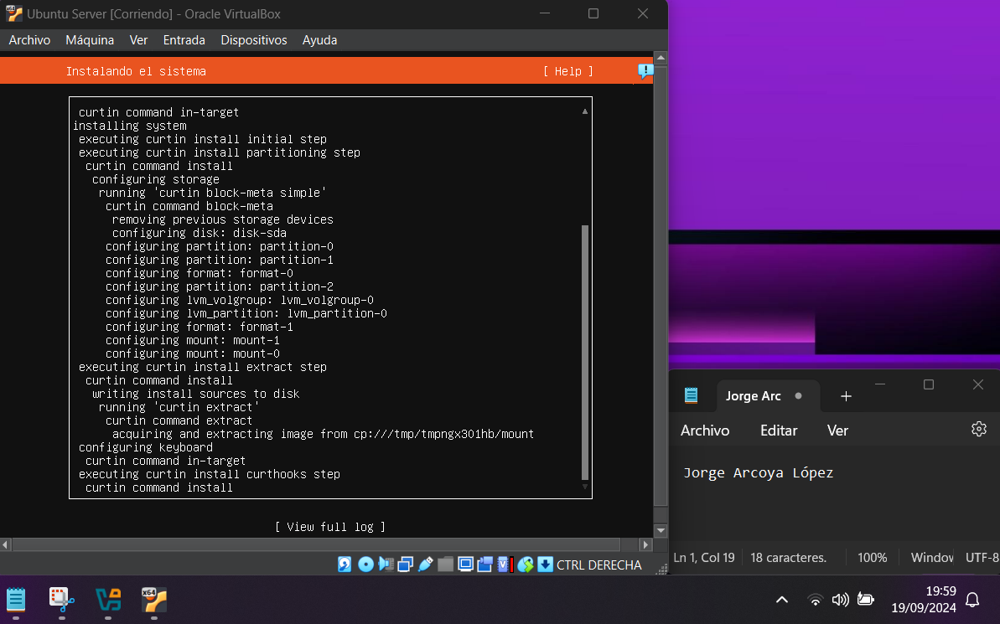 Ubuntu Server [Corriendo] - Oracle VirtualBox
Archivo Máquina Ver Entrada Dispositivos Ayuda
Instalando el sistema [ Help ]
curtin command in-target
installing system
executing curtin install initial step
executing curtin install partitioning step
curtin command install
configuring storage
running 'curtin block-meta simple'
curtin command block-meta
removing previous storage devices
configuring disk: disk-sda
configuring partition: partition-0
configuring partition: partition-1
configuring format: format-0
configuring partition: partition-2
configuring lvm_volgroup: lvm_volgroup-0
configuring lvm_partition: lvm_partition-0
configuring format: format-1
configuring mount: mount-1
configuring mount: mount-0
executing curtin install extract step
curtin command install
writing install sources to disk
running 'curtin extract'
curtin command extract
acquiring and extracting image from cp:///tmp/tmpngx301hb/mount
configuring keyboard
curtin command in-target
executing curtin install curthooks step
curtin command install
[ View full log ]
CTRL DERECHA
Jorge Arc
Archivo Editar Ver
Jorge Arcoya López
Ln 1, Col 19 18 caracteres. 100% Window UTF-8
x64
19:59
19/09/2024